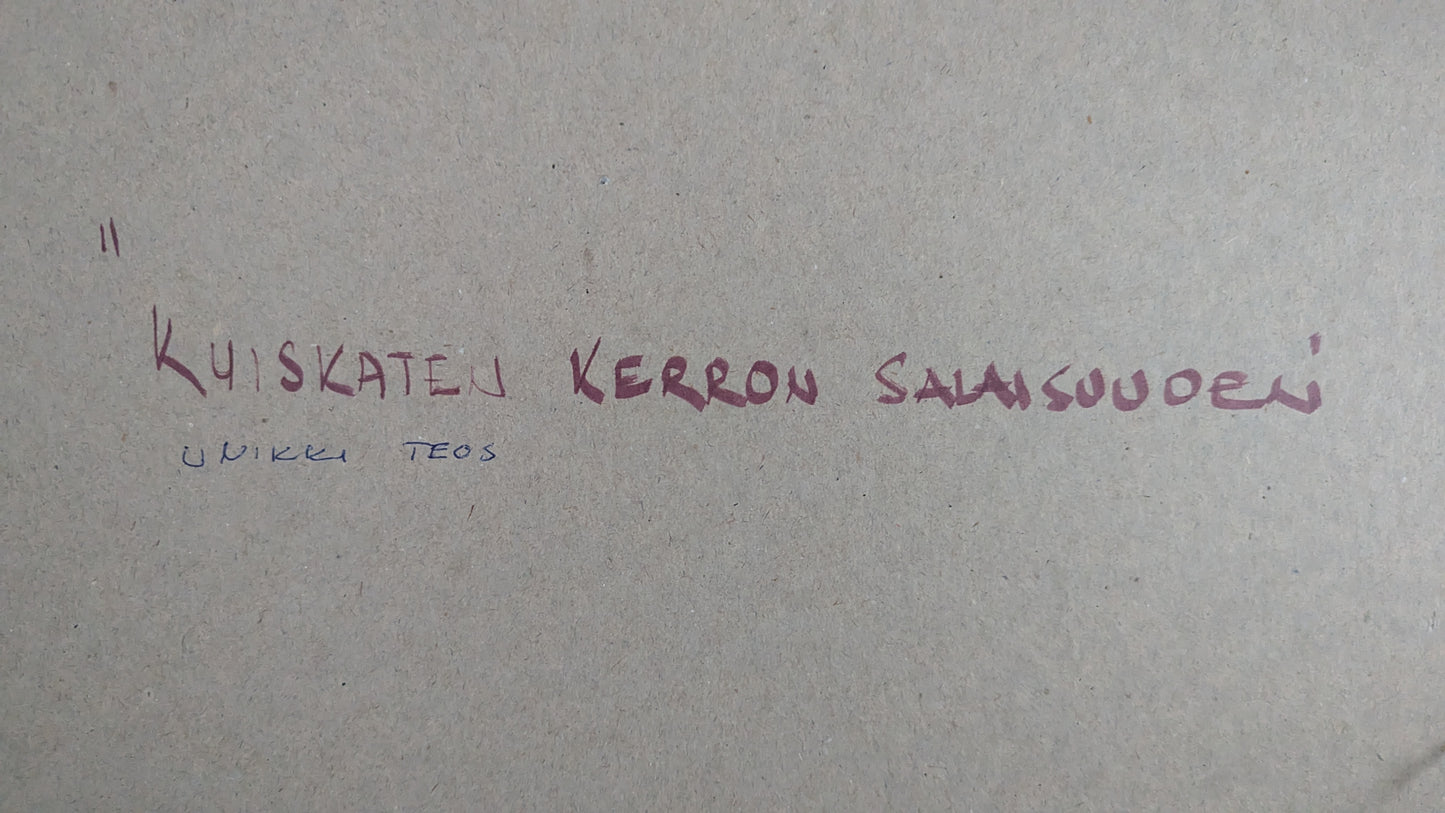 "KUISKATEN KERRON SALAISUUDEN'
UNIKKI TEOS